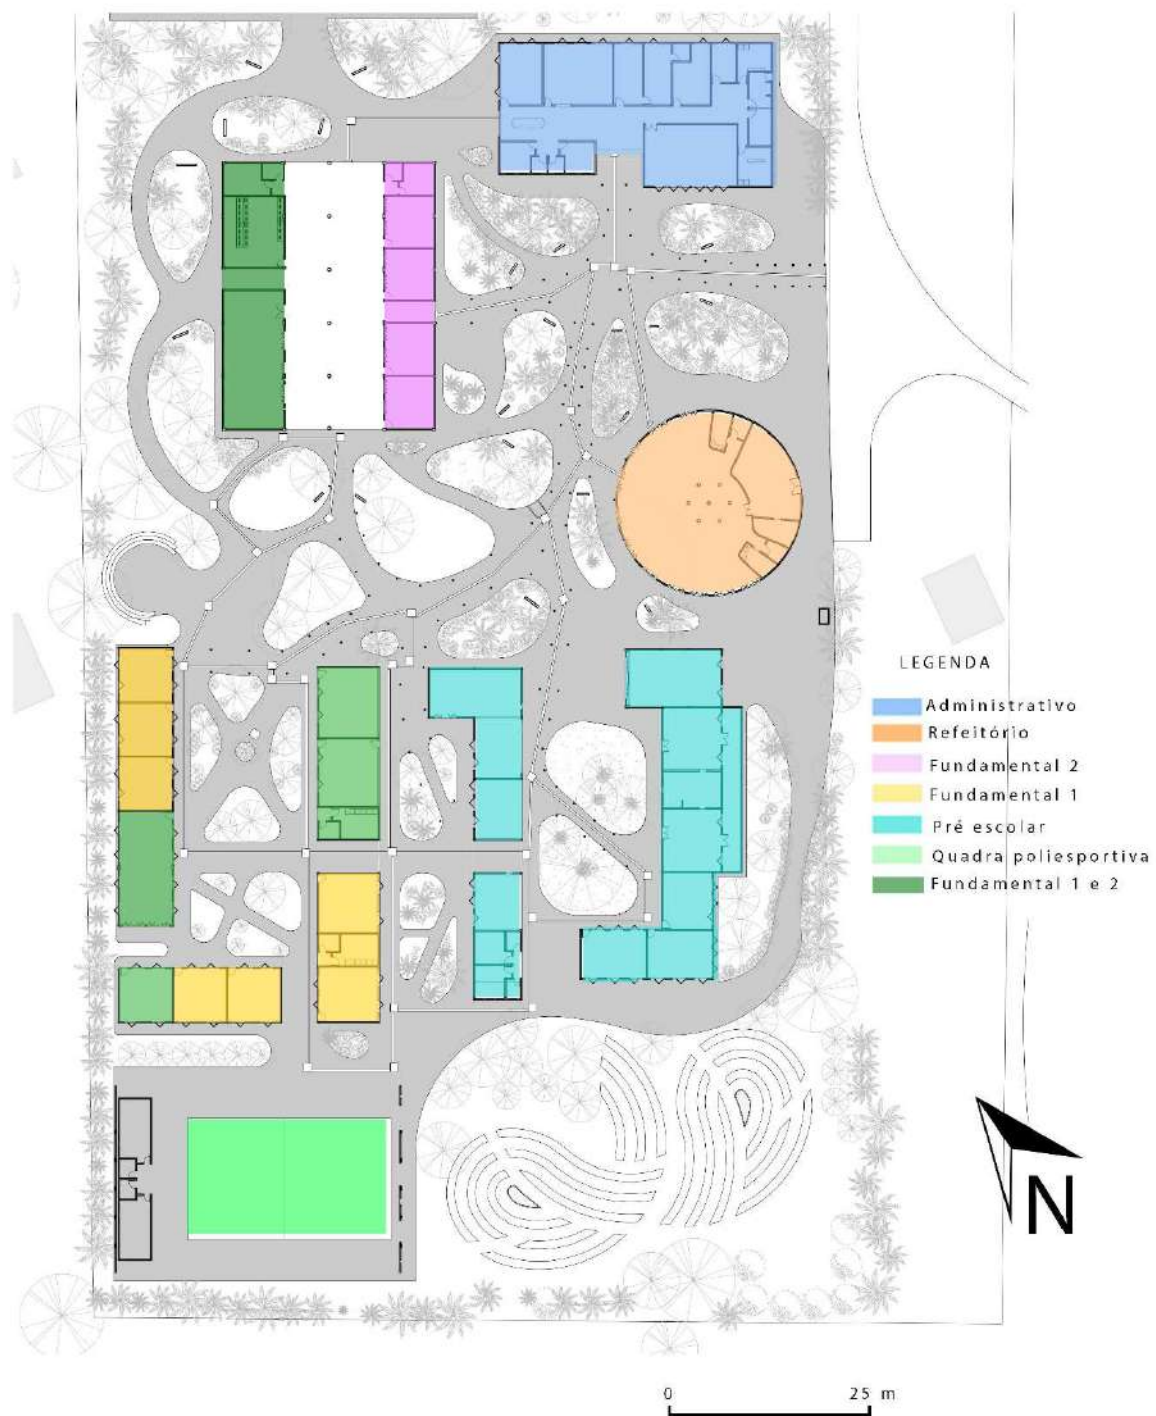 LEGENDA
Administrativo
Refeitório
Fundamental 2
Fundamental 1
Pré escolar
Quadra poliesportiva
Fundamental 1 e 2
N
0 25 m